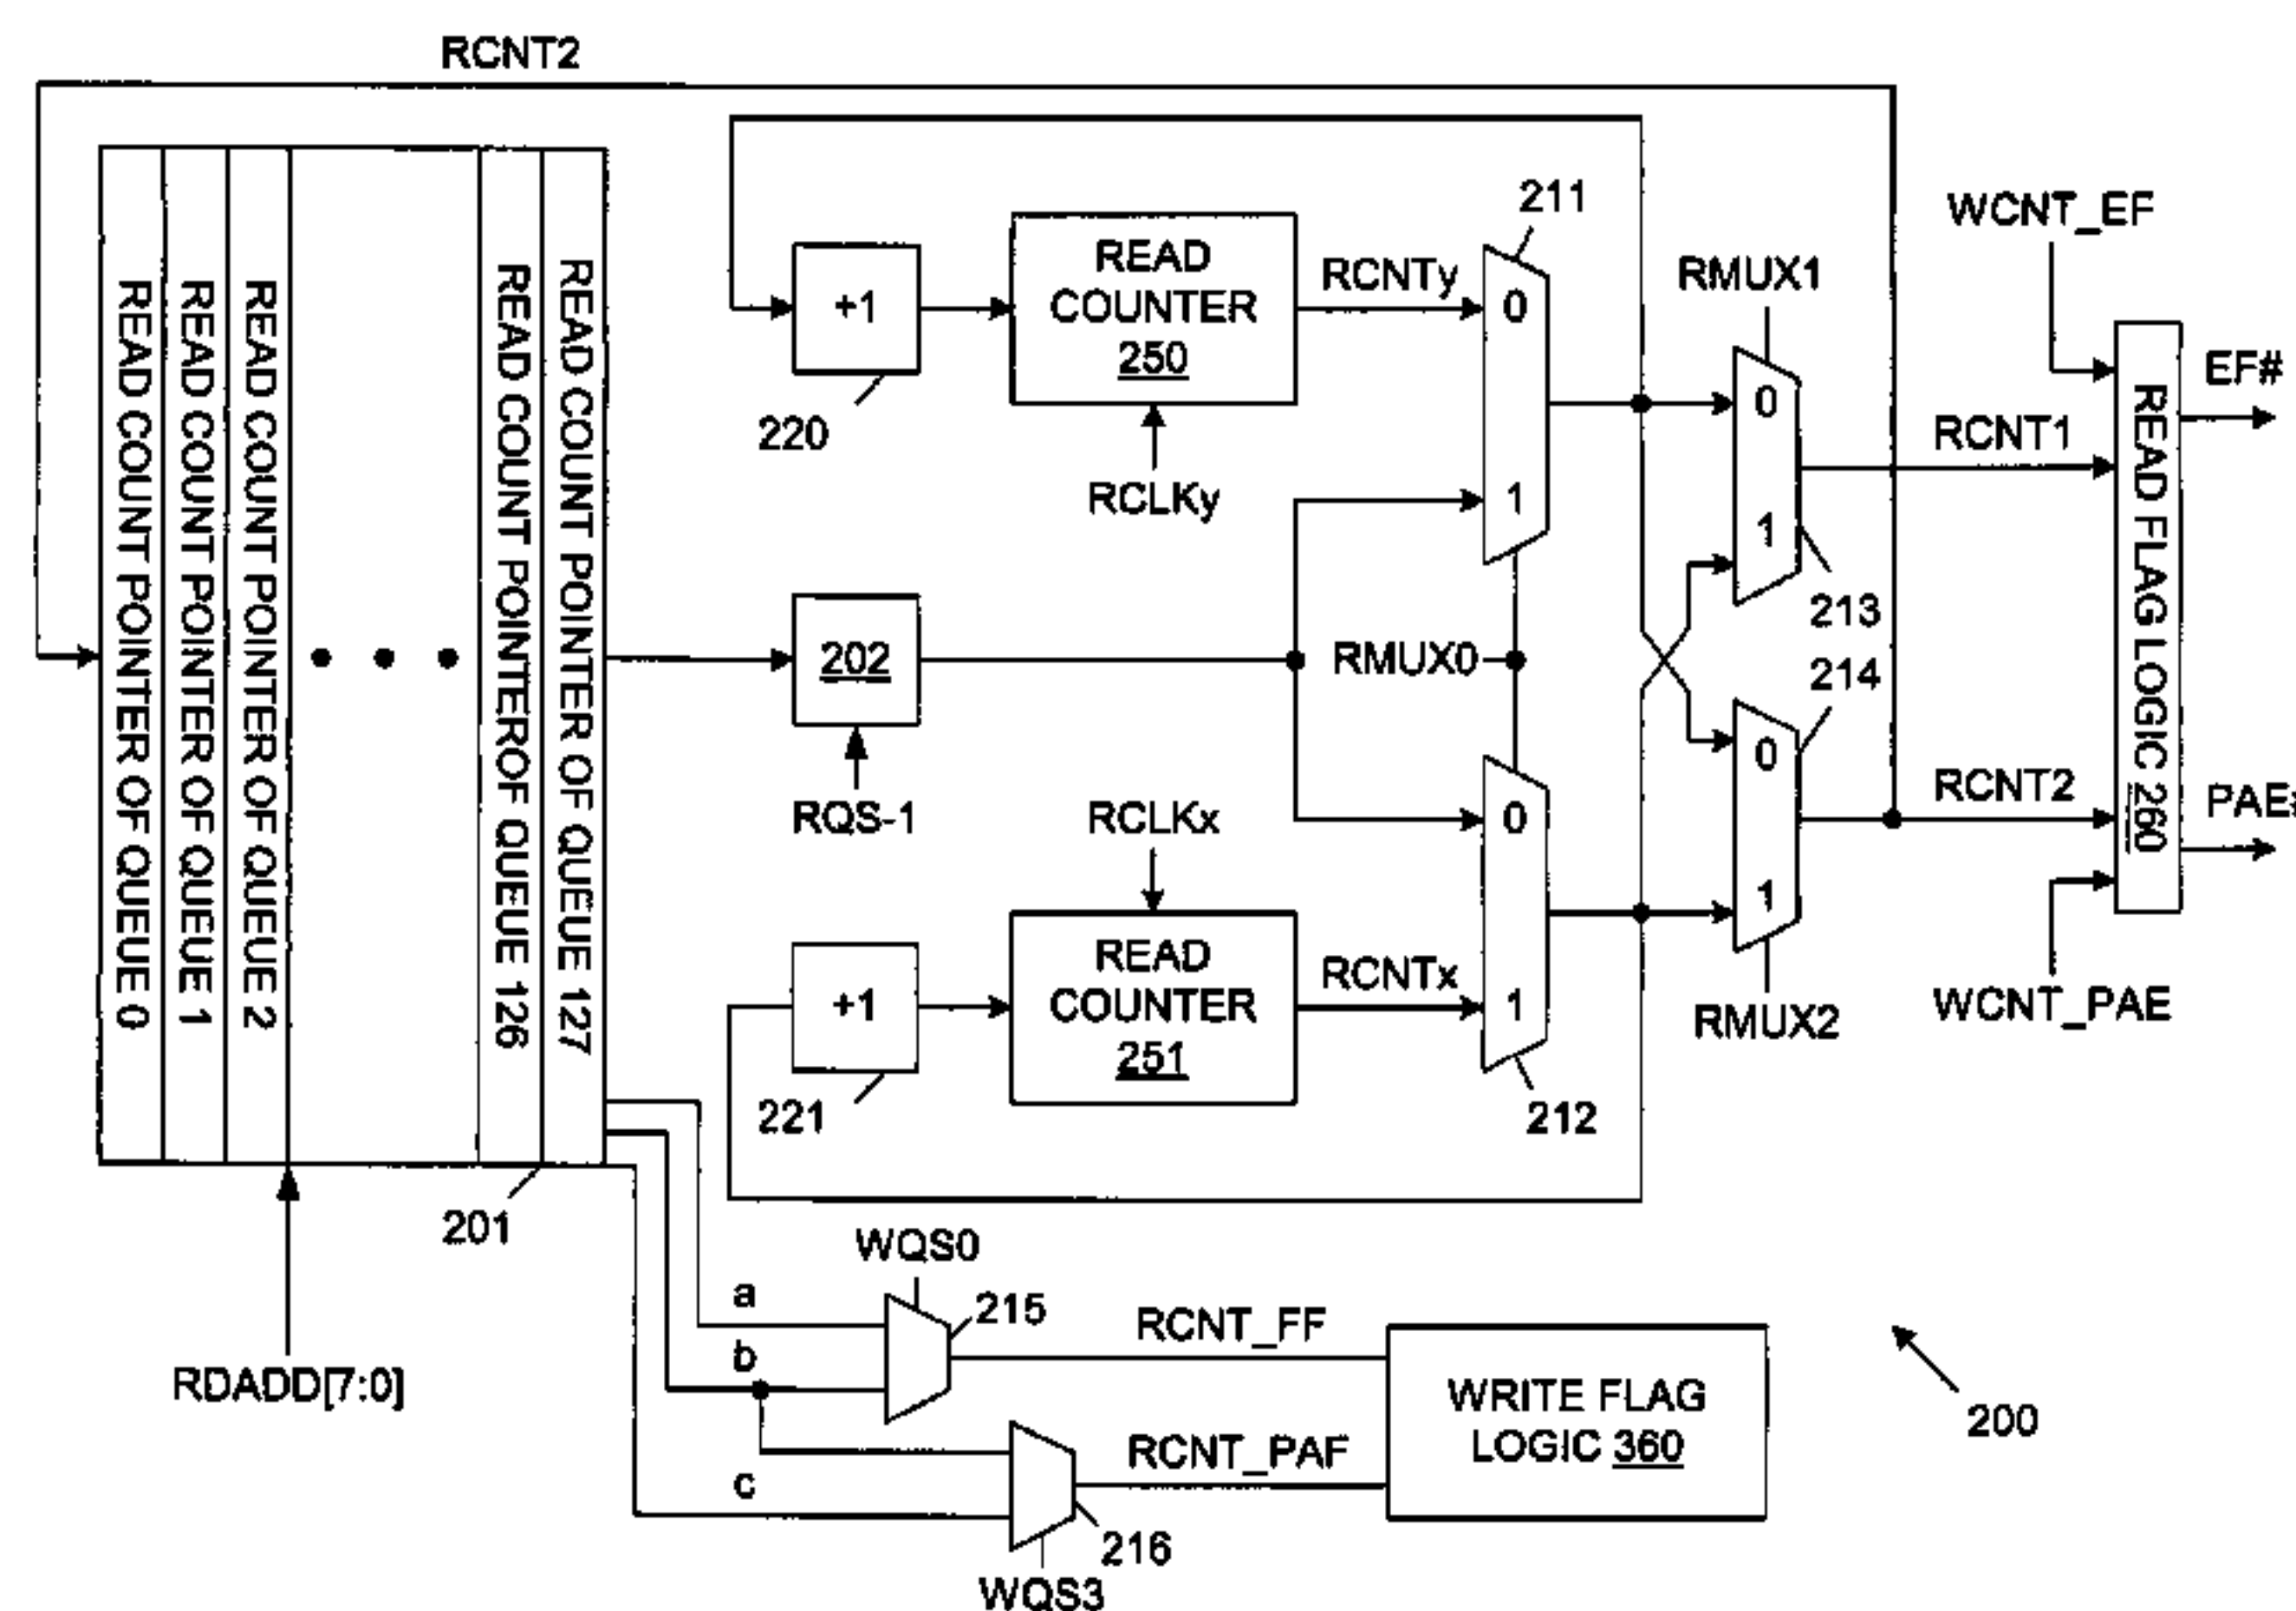 RCNT2
READ COUNT POINTER OF QUEUE 0
READ COUNT POINTER OF QUEUE 1
READ COUNT POINTER OF QUEUE 2
READ COUNT POINTEROF QUEUE 126
READ COUNT POINTER OF QUEUE 127
201
RDADD[7:0]
+1
220
READ
COUNTER
250
RCLKy
RCNTy
0
1
211
202
RQS-1
RMUX0
+1
221
RCLKx
READ
COUNTER
251
RCNTx
0
1
212
RMUX1
0
1
213
214
0
1
RMUX2
WCNT_EF
RCNT1
RCNT2
WCNT_PAE
READ FLAG LOGIC 260
EF#
PAE
WQS0
a
b
c
215
216
WQS3
RCNT_FF
RCNT_PAF
WRITE FLAG
LOGIC 360
200